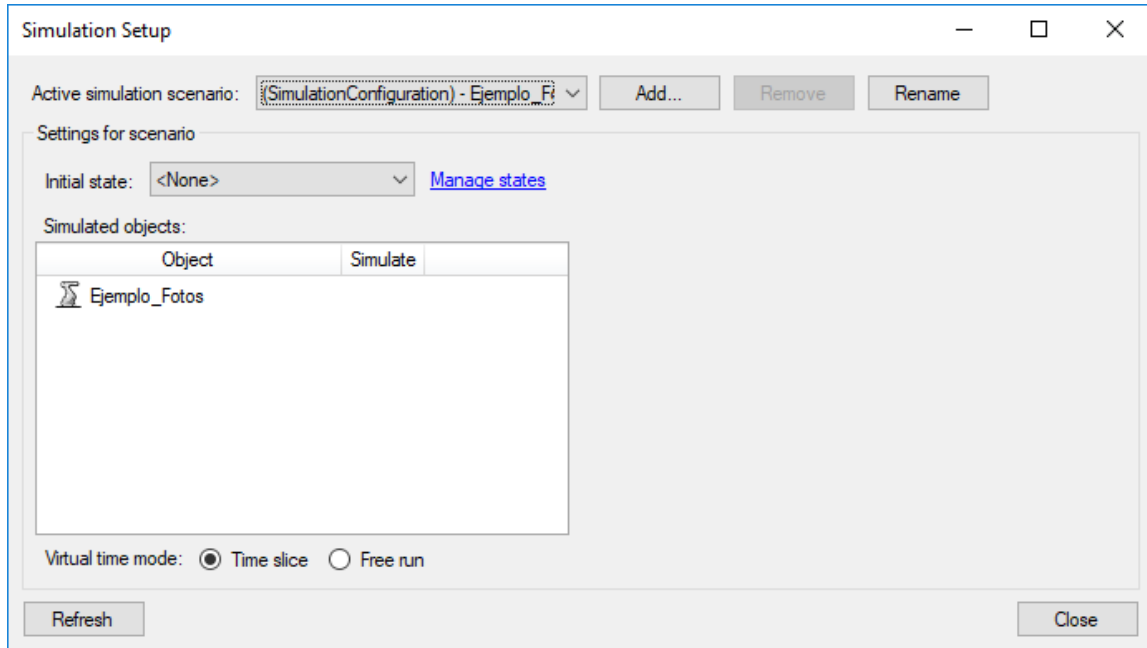 Simulation Setup
Active simulation scenario: (SimulationConfiguration) - Ejemplo_F Add... Remove Rename
Settings for scenario
Initial state: <None> Manage states
Simulated objects:
Object Simulate
Ejemplo_Fotos
Virtual time mode: Time slice Free run
Refresh Close